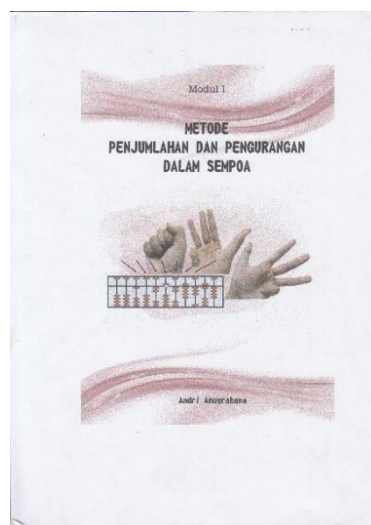 Modul 1
METODE
PENJUMLAHAN DAN PENGURANGAN
DALAM SEMPOA
Andri Anugrahana